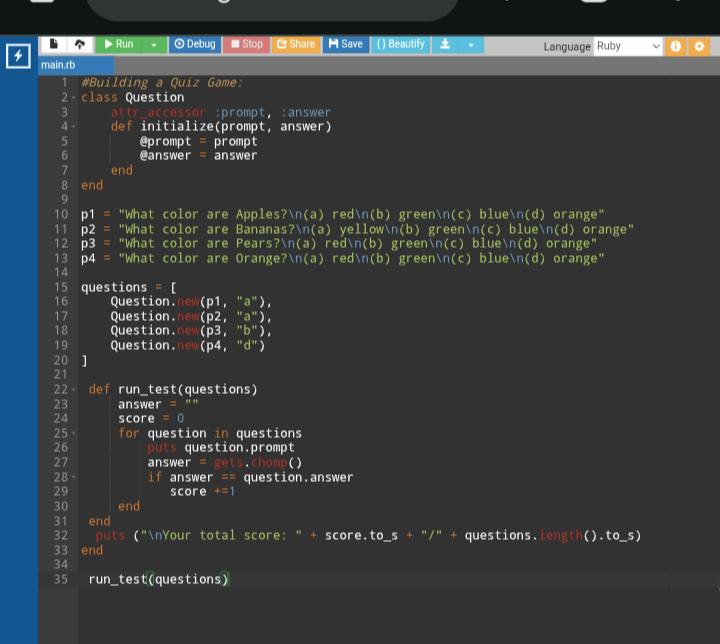 Run Debug Stop Share Save {} Beautify Language Ruby
main.rb
1 #Building a Quiz Game:
2 class Question
3     attr_accessor :prompt, :answer
4     def initialize(prompt, answer)
5         @prompt = prompt
6         @answer = answer
7     end
8 end
9
10 p1 = "What color are Apples?\n(a) red\n(b) green\n(c) blue\n(d) orange"
11 p2 = "What color are Bananas?\n(a) yellow\n(b) green\n(c) blue\n(d) orange"
12 p3 = "What color are Pears?\n(a) red\n(b) green\n(c) blue\n(d) orange"
13 p4 = "What color are Orange?\n(a) red\n(b) green\n(c) blue\n(d) orange"
14
15 questions = [
16     Question.new(p1, "a"),
17     Question.new(p2, "a"),
18     Question.new(p3, "b"),
19     Question.new(p4, "d")
20 ]
21
22  def run_test(questions)
23      answer = ""
24      score = 0
25      for question in questions
26          puts question.prompt
27          answer = gets.chomp()
28          if answer == question.answer
29             score +=1
30      end
31  end
32   puts ("\nYour total score: " + score.to_s + "/" + questions.length().to_s)
33 end
34
35  run_test(questions)